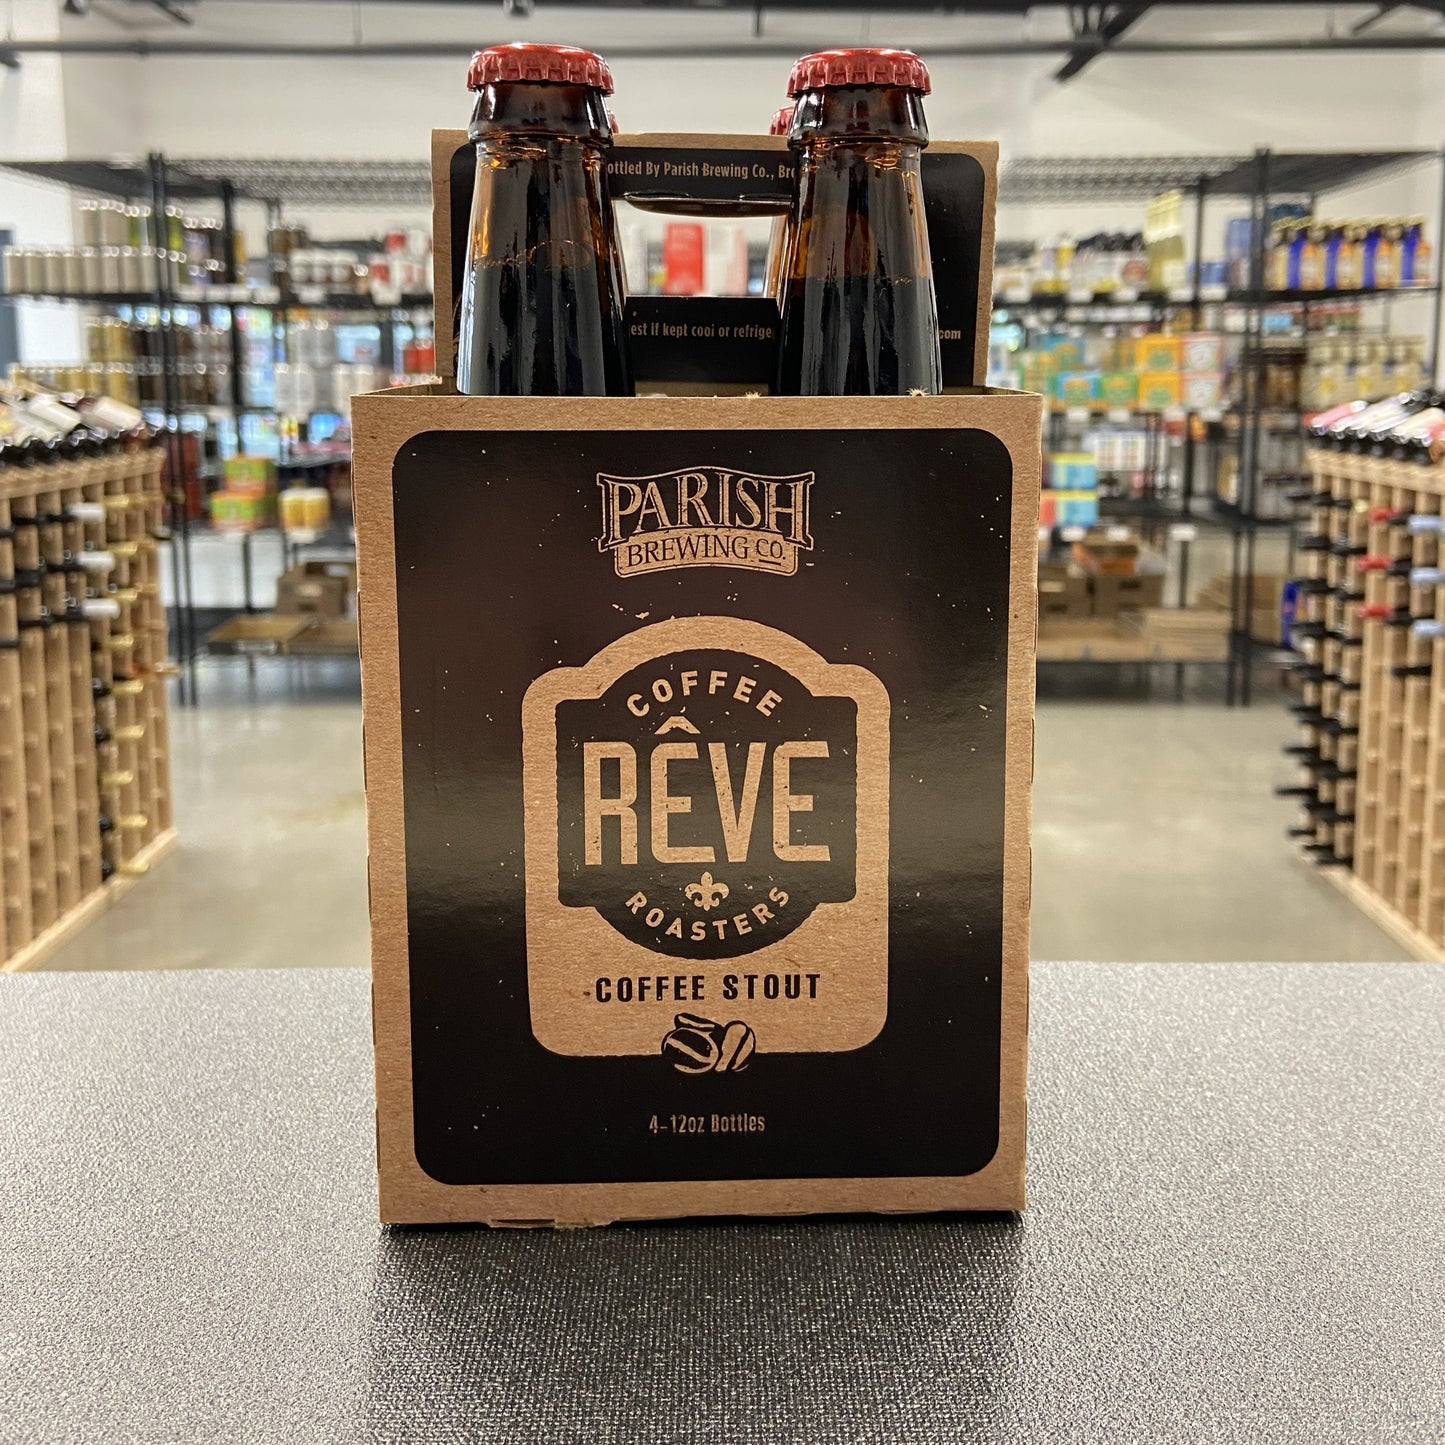 ottled By Parish Brewing Co., Bro
est if kept cool or refrige
com
PARISH
BREWING CO.
COFFEE
RÊVE
ROASTERS
COFFEE STOUT
4-12oz Bottles